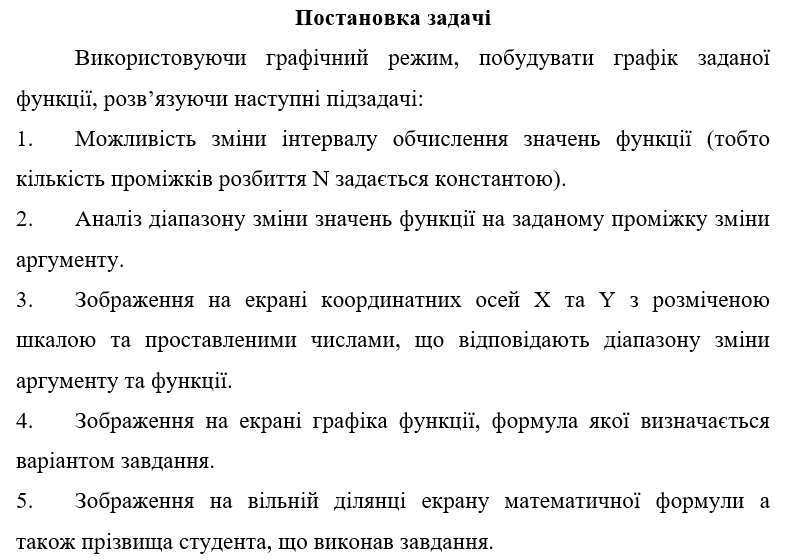 Постановка задачі
Використовуючи графічний режим, побудувати графік заданої
функції, розв’язуючи наступні підзадачі:
1. Можливість зміни інтервалу обчислення значень функції (тобто
кількість проміжків розбиття N задається константою).
2. Аналіз діапазону зміни значень функції на заданому проміжку зміни
аргументу.
3. Зображення на екрані координатних осей X та Y з розміченою
шкалою та проставленими числами, що відповідають діапазону зміни
аргументу та функції.
4. Зображення на екрані графіка функції, формула якої визначається
варіантом завдання.
5. Зображення на вільній ділянці екрану математичної формули а
також прізвища студента, що виконав завдання.